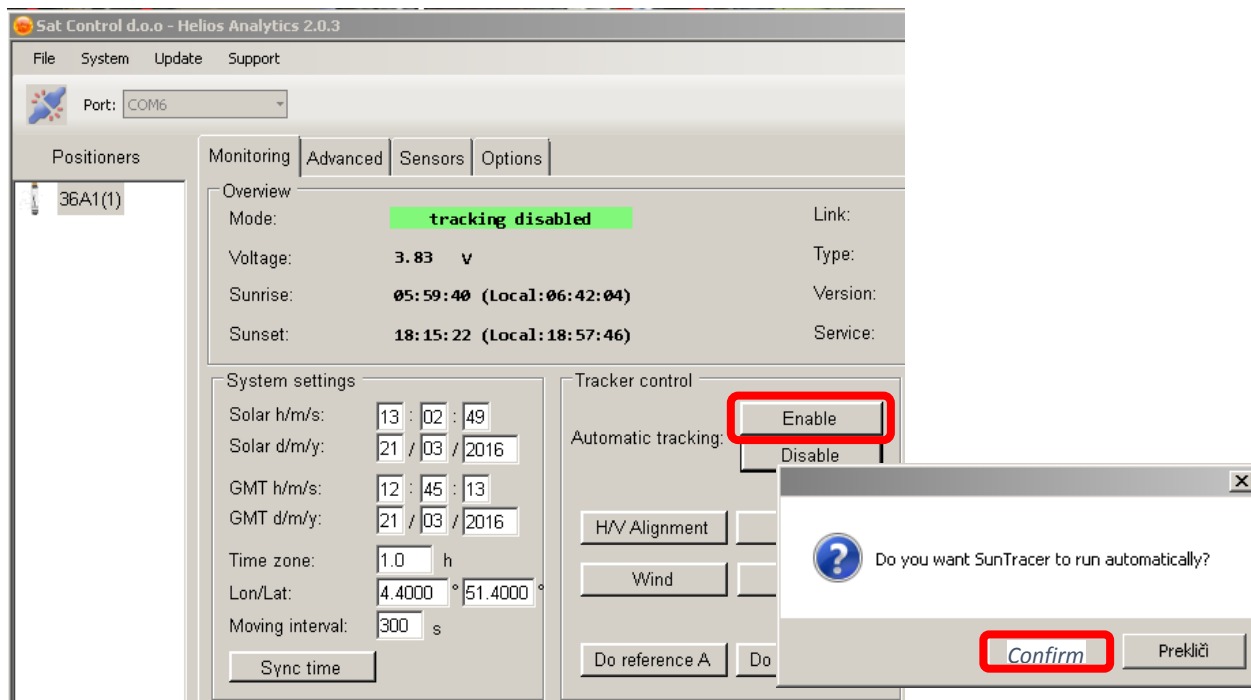 Sat Control d.o.o - Helios Analytics 2.0.3
File System Update Support
Port: COM6
Positioners
36A1(1)
Monitoring Advanced Sensors Options
Overview
Mode: tracking disabled Link:
Voltage: 3.83 V Type:
Sunrise: 05:59:40 (Local:06:42:04) Version:
Sunset: 18:15:22 (Local:18:57:46) Service:
System settings
Solar h/m/s: 13 : 02 : 49
Solar d/m/y: 21 / 03 / 2016
GMT h/m/s: 12 : 45 : 13
GMT d/m/y: 21 / 03 / 2016
Time zone: 1.0 h
Lon/Lat: 4.4000 ° 51.4000 °
Moving interval: 300 s
Sync time
Tracker control
Automatic tracking:
Enable
Disable
H/V Alignment
Wind
Do reference A Do
Do you want SunTracer to run automatically?
Confirm Prekliči